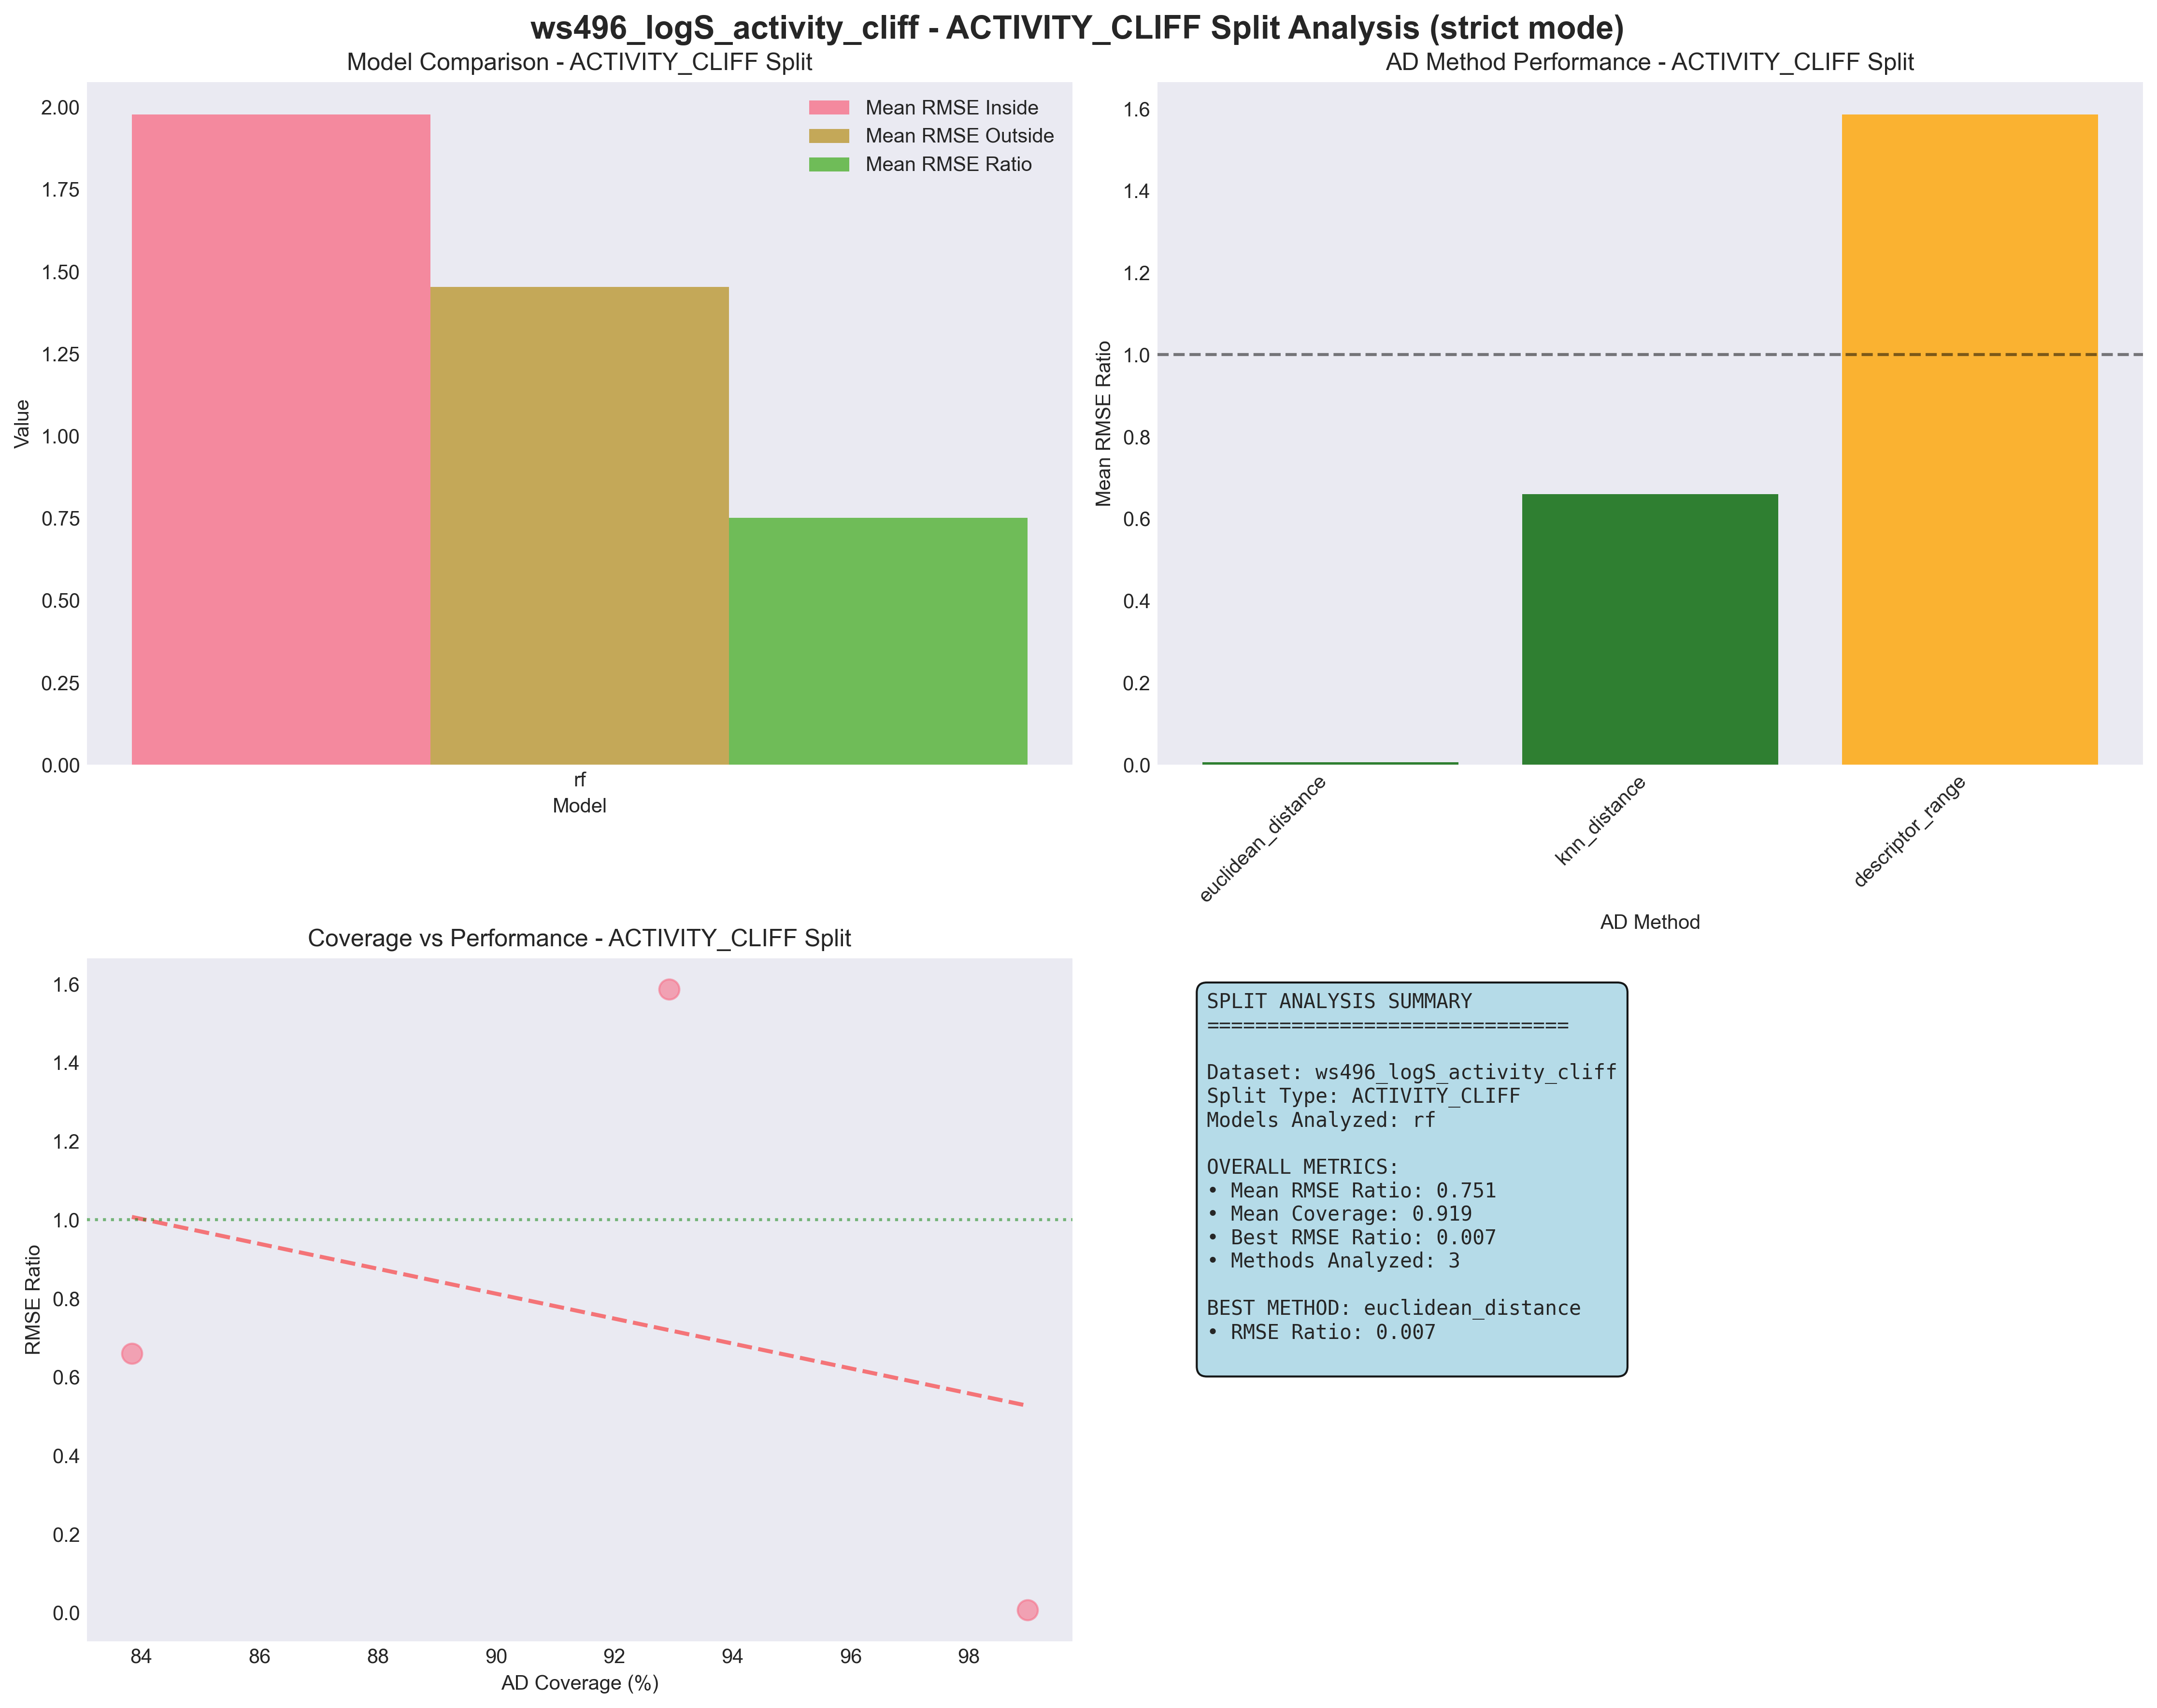 ws496_logS_activity_cliff - ACTIVITY_CLIFF Split Analysis (strict mode)
Model Comparison - ACTIVITY_CLIFF Split
Mean RMSE Inside
Mean RMSE Outside
Mean RMSE Ratio
2.00
1.75
1.50
1.25
1.00
0.75
0.50
0.25
0.00
Value
rf
Model
AD Method Performance - ACTIVITY_CLIFF Split
1.6
1.4
1.2
1.0
0.8
0.6
0.4
0.2
0.0
Mean RMSE Ratio
euclidean_distance
knn_distance
descriptor_range
AD Method
Coverage vs Performance - ACTIVITY_CLIFF Split
1.6
1.4
1.2
1.0
0.8
0.6
0.4
0.2
0.0
RMSE Ratio
84 86 88 90 92 94 96 98
AD Coverage (%)
SPLIT ANALYSIS SUMMARY
==============================
Dataset: ws496_logS_activity_cliff
Split Type: ACTIVITY_CLIFF
Models Analyzed: rf
OVERALL METRICS:
• Mean RMSE Ratio: 0.751
• Mean Coverage: 0.919
• Best RMSE Ratio: 0.007
• Methods Analyzed: 3
BEST METHOD: euclidean_distance
• RMSE Ratio: 0.007